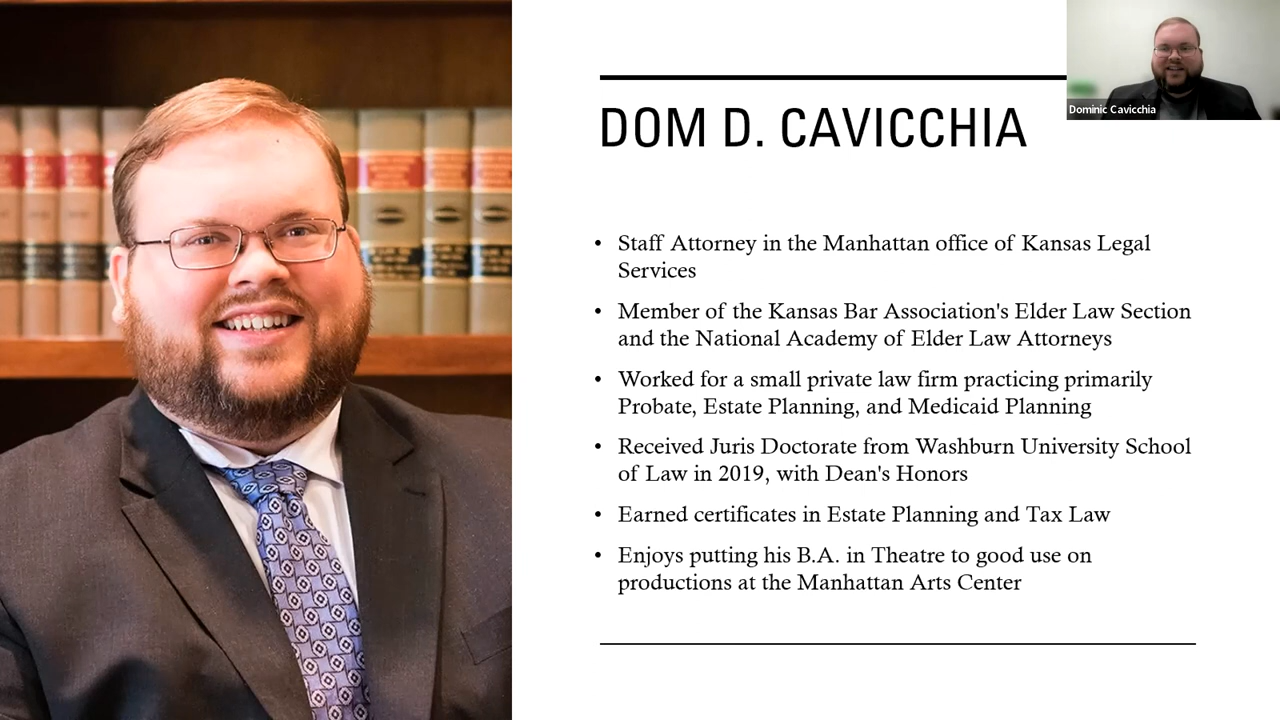 DOM D. CAVICCHIA
Dominic Cavicchia
• Staff Attorney in the Manhattan office of Kansas Legal
Services
• Member of the Kansas Bar Association's Elder Law Section
and the National Academy of Elder Law Attorneys
• Worked for a small private law firm practicing primarily
Probate, Estate Planning, and Medicaid Planning
• Received Juris Doctorate from Washburn University School
of Law in 2019, with Dean's Honors
• Earned certificates in Estate Planning and Tax Law
• Enjoys putting his B.A. in Theatre to good use on
productions at the Manhattan Arts Center